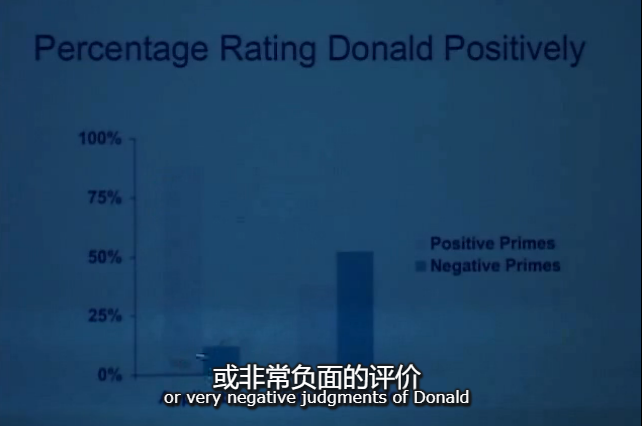 Percentage Rating Donald Positively
100%
75%
50%
25%
0%
Positive Primes
Negative Primes
或非常负面的评价
or very negative judgments of Donald